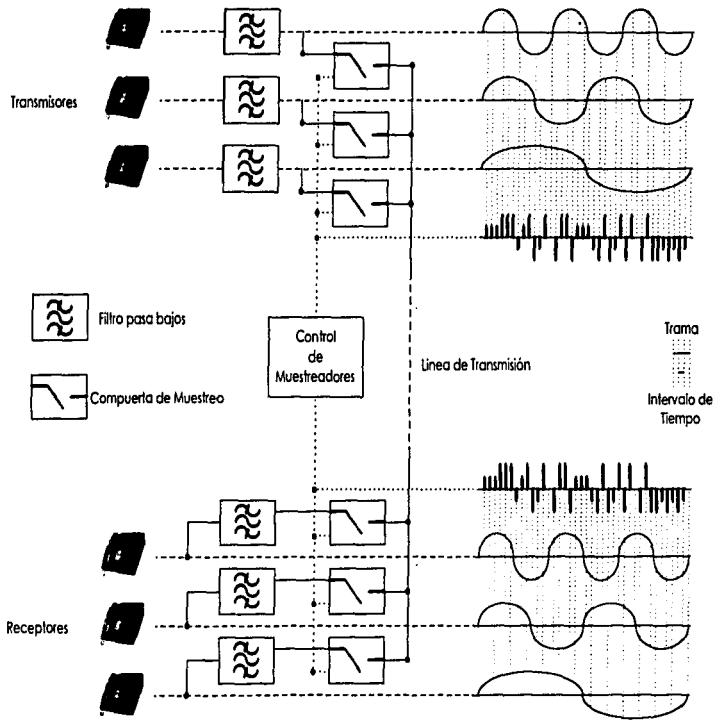 Transmisores
Filtro pasa bajos
Control
de
Muestreadores
Compuerta de Muestreo
Linea de Transmisión
Trama
Intervalo de
Tiempo
Receptores